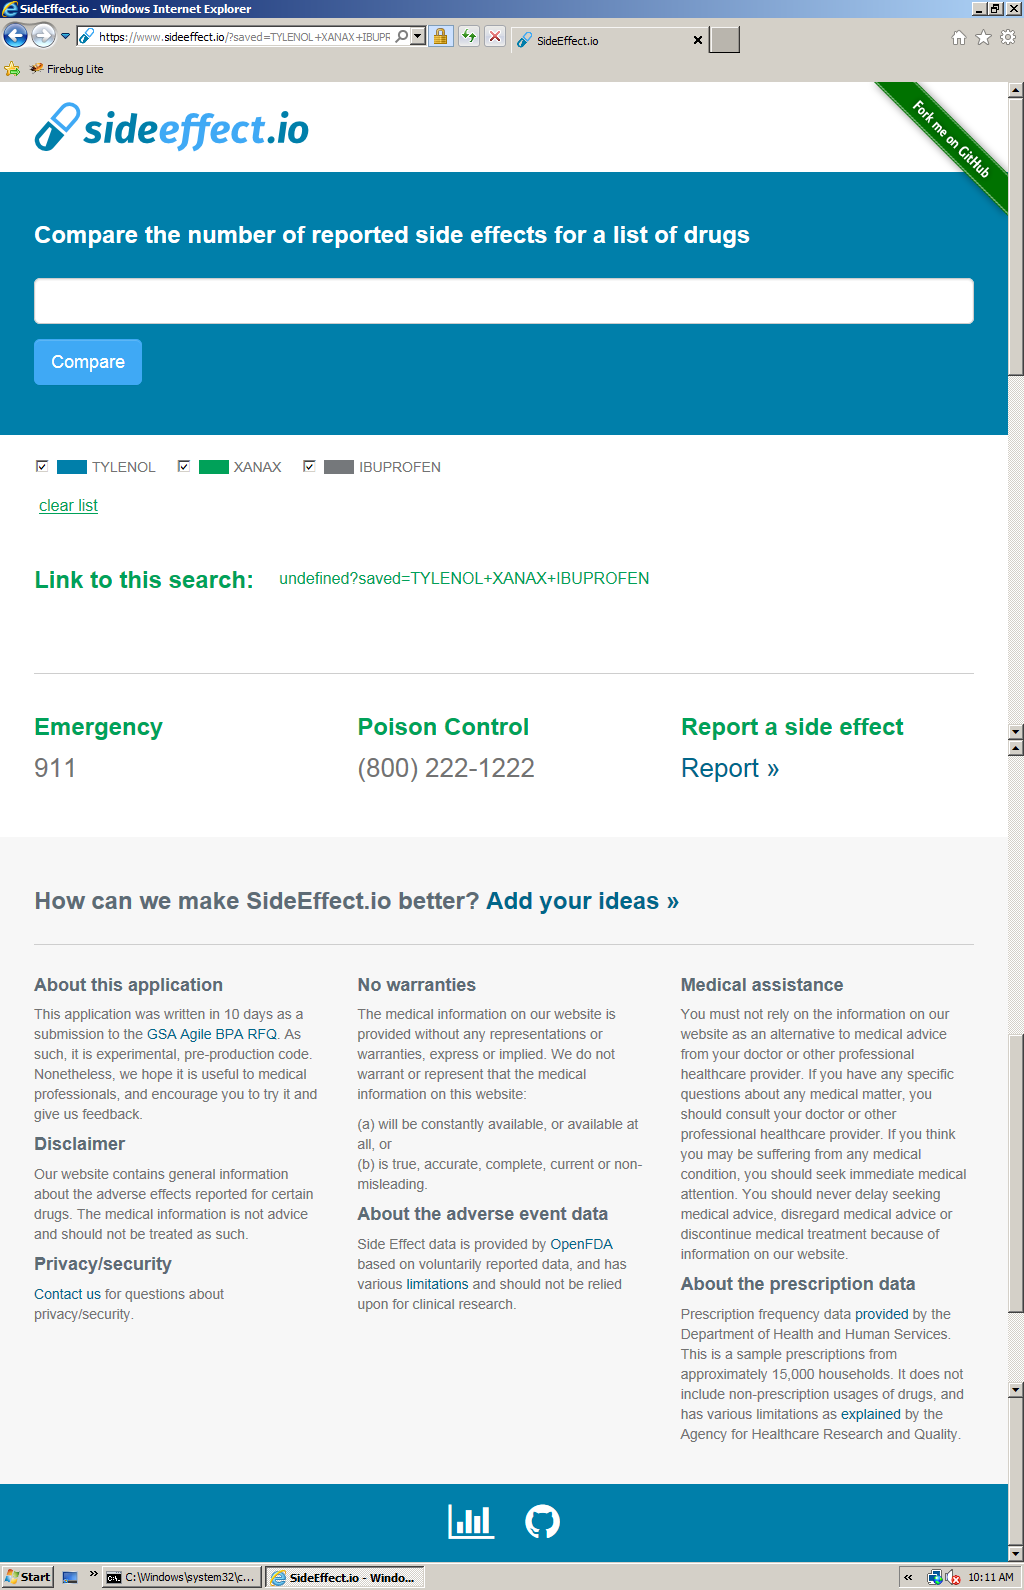 SideEffect.io - Windows Internet Explorer
https://www.sideeffect.io/?saved=TYLENOL+XANAX+IBUPR
SideEffect.io
Firebug Lite
sideeffect.io
Fork me on GitHub
Compare the number of reported side effects for a list of drugs
Compare
TYLENOL XANAX IBUPROFEN
clear list
Link to this search: undefined?saved=TYLENOL+XANAX+IBUPROFEN
Emergency
911
Poison Control
(800) 222-1222
Report a side effect
Report »
How can we make SideEffect.io better? Add your ideas »
About this application
This application was written in 10 days as a
submission to the GSA Agile BPA RFQ. As
such, it is experimental, pre-production code.
Nonetheless, we hope it is useful to medical
professionals, and encourage you to try it and
give us feedback.
Disclaimer
Our website contains general information
about the adverse effects reported for certain
drugs. The medical information is not advice
and should not be treated as such.
Privacy/security
Contact us for questions about
privacy/security.
No warranties
The medical information on our website is
provided without any representations or
warranties, express or implied. We do not
warrant or represent that the medical
information on this website:
(a) will be constantly available, or available at
all, or
(b) is true, accurate, complete, current or non-
misleading.
About the adverse event data
Side Effect data is provided by OpenFDA
based on voluntarily reported data, and has
various limitations and should not be relied
upon for clinical research.
Medical assistance
You must not rely on the information on our
website as an alternative to medical advice
from your doctor or other professional
healthcare provider. If you have any specific
questions about any medical matter, you
should consult your doctor or other
professional healthcare provider. If you think
you may be suffering from any medical
condition, you should seek immediate medical
attention. You should never delay seeking
medical advice, disregard medical advice or
discontinue medical treatment because of
information on our website.
About the prescription data
Prescription frequency data provided by the
Department of Health and Human Services.
This is a sample prescriptions from
approximately 15,000 households. It does not
include non-prescription usages of drugs, and
has various limitations as explained by the
Agency for Healthcare Research and Quality.
Start
C:\Windows\system32\c...
SideEffect.io - Windo...
10:11 AM